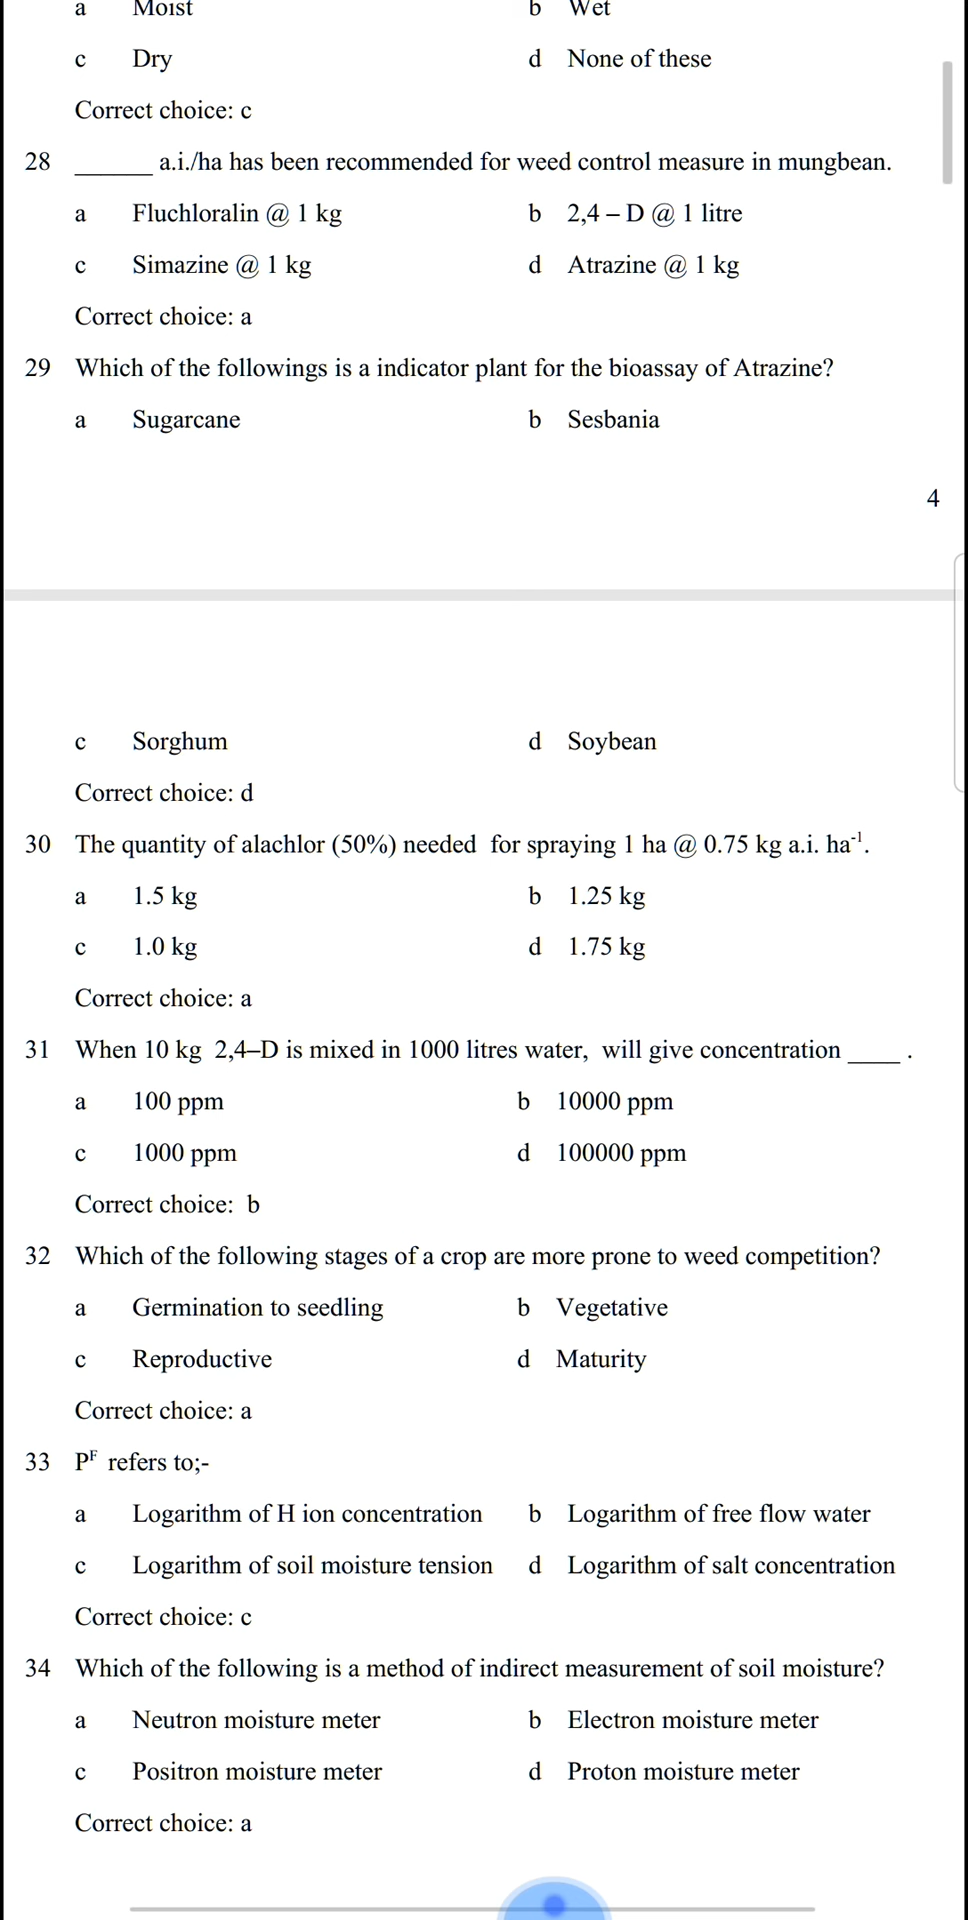 a Moist b Wet
c Dry d None of these
Correct choice: c
28 ______ a.i./ha has been recommended for weed control measure in mungbean.
a Fluchloralin @ 1 kg b 2,4 – D @ 1 litre
c Simazine @ 1 kg d Atrazine @ 1 kg
Correct choice: a
29 Which of the followings is a indicator plant for the bioassay of Atrazine?
a Sugarcane b Sesbania
4
c Sorghum d Soybean
Correct choice: d
30 The quantity of alachlor (50%) needed for spraying 1 ha @ 0.75 kg a.i. ha⁻¹.
a 1.5 kg b 1.25 kg
c 1.0 kg d 1.75 kg
Correct choice: a
31 When 10 kg 2,4–D is mixed in 1000 litres water, will give concentration ____ .
a 100 ppm b 10000 ppm
c 1000 ppm d 100000 ppm
Correct choice: b
32 Which of the following stages of a crop are more prone to weed competition?
a Germination to seedling b Vegetative
c Reproductive d Maturity
Correct choice: a
33 Pᶠ refers to;-
a Logarithm of H ion concentration b Logarithm of free flow water
c Logarithm of soil moisture tension d Logarithm of salt concentration
Correct choice: c
34 Which of the following is a method of indirect measurement of soil moisture?
a Neutron moisture meter b Electron moisture meter
c Positron moisture meter d Proton moisture meter
Correct choice: a